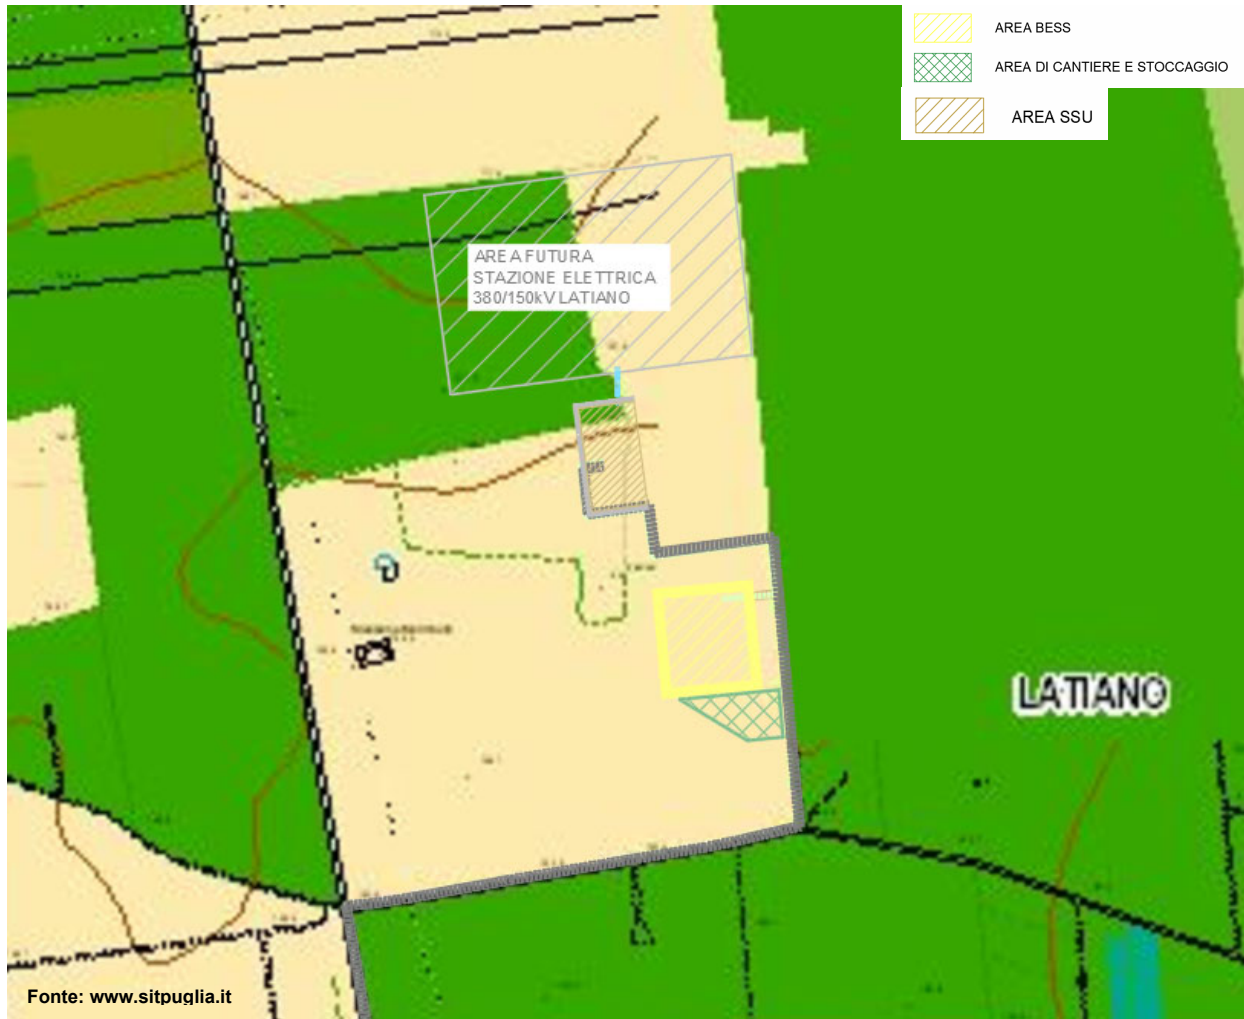 AREA BESS
AREA DI CANTIERE E STOCCAGGIO
AREA SSU
AREA FUTURA
STAZIONE ELETTRICA
380/150kV LATIANO
LATIANO
Fonte: www.sitpuglia.it